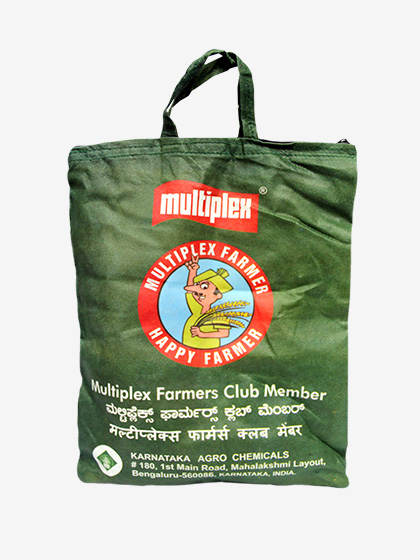 multiplex®
MULTIPLEX FARMER
HAPPY FARMER
Multiplex Farmers Club Member
ಮಲ್ಟಿಪ್ಲೆಕ್ಸ್ ಫಾರ್ಮರ್ಸ್ ಕ್ಲಬ್ ಮೆಂಬರ್
मल्टीप्लेक्स फार्मर्स क्लब मेंबर
KARNATAKA AGRO CHEMICALS
# 180, 1st Main Road, Mahalakshmi Layout,
Bengaluru-560086. KARNATAKA, INDIA.